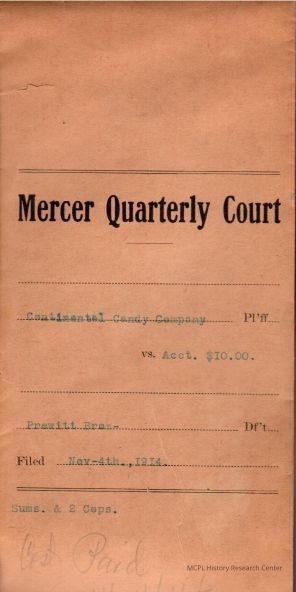 Mercer Quarterly Court
Continental Candy Company Pl'ff
vs. Acct. $10.00.
Prewitt Bros- Df't
Filed Nov-4th.,1914.
Sums. & 2 Cops.
Cost Paid
MCPL History Research Center